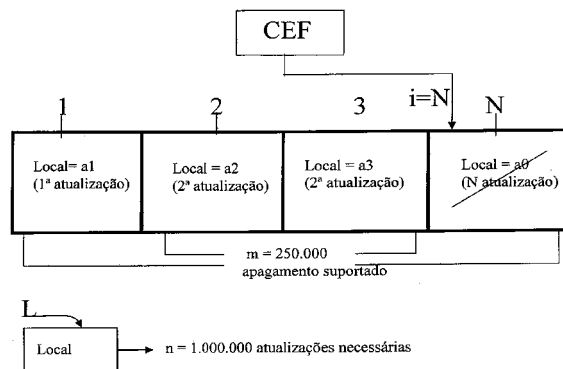 CEF
1
2
3
i=N
N
Local= a1
(1ª atualização)
Local = a2
(2ª atualização)
Local = a3
(2ª atualização)
Local = a0
(N atualização)
m = 250.000
apagamento suportado
L
Local
n = 1.000.000 atualizações necessárias